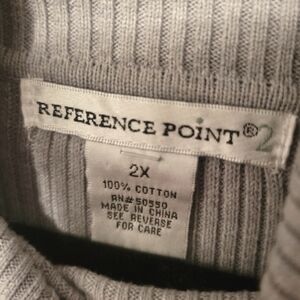 REFERENCE POINT® 2
2X
100% COTTON
RN# 50550
MADE IN CHINA
SEE REVERSE
FOR CARE